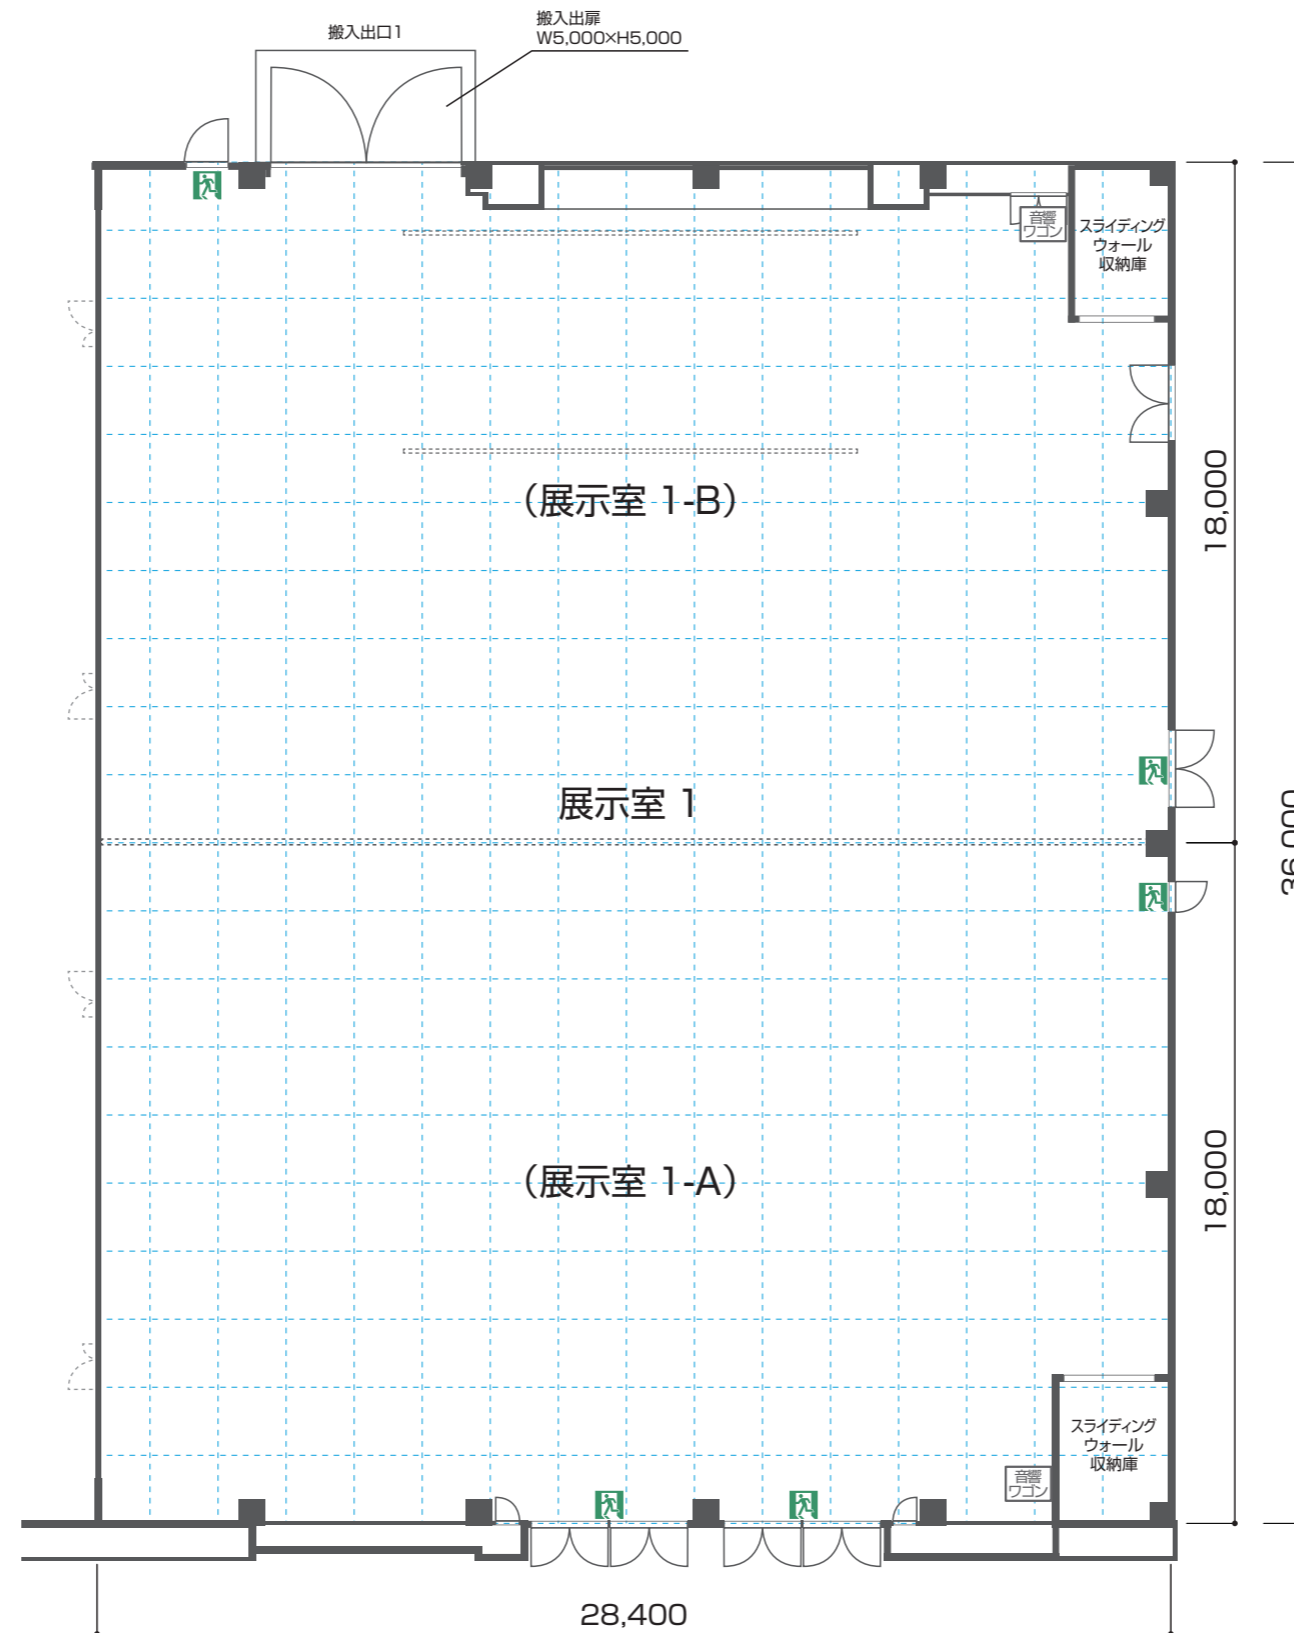 搬入出口1
搬入出扉
W5,000×H5,000
音響
ワゴン
スライディング
ウォール
収納庫
(展示室 1-B)
18,000
展示室 1
36,000
(展示室 1-A)
18,000
スライディング
ウォール
収納庫
音響
ワゴン
28,400